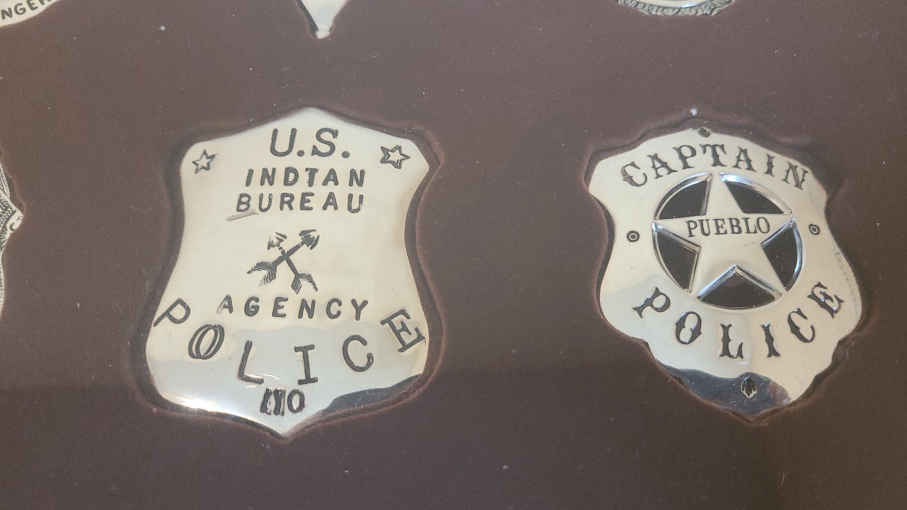 U.S.
INDTAN
BUREAU
AGENCY
POLICE
CAPTAIN
PUEBLO
POLICE